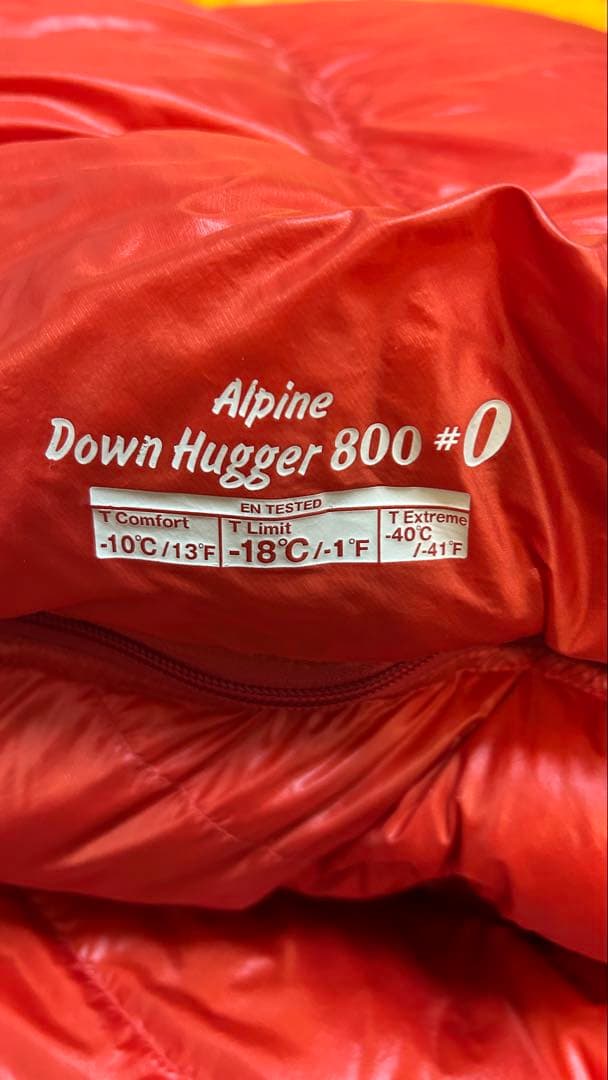 Alpine
Down Hugger 800 #0
EN TESTED
T Comfort
-10℃/13°F
T Limit
-18℃/-1°F
T Extreme
-40℃
/-41°F